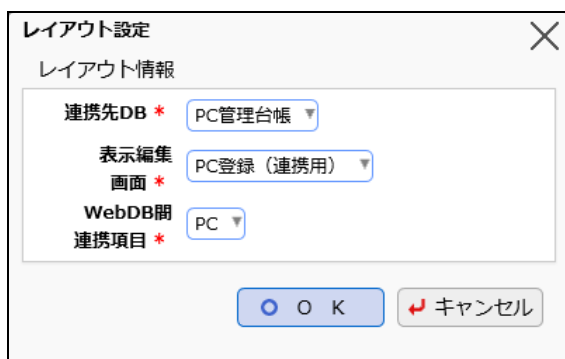 レイアウト設定
レイアウト情報
連携先DB * PC管理台帳
表示編集
画面 * PC登録（連携用）
WebDB間
連携項目 * PC
O K キャンセル